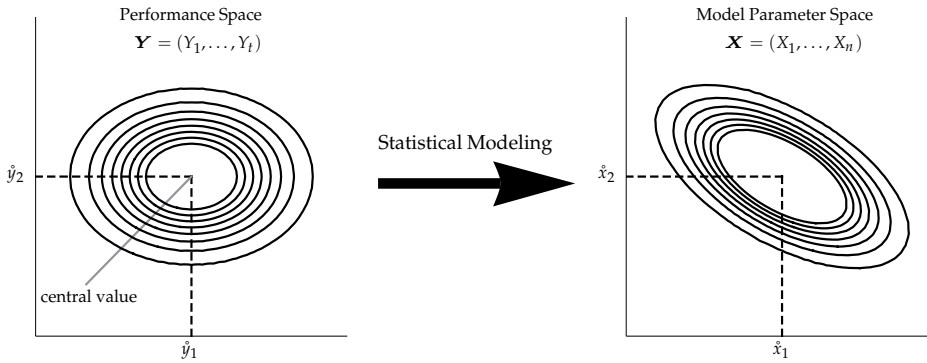 Performance Space
Y = (Y₁, . . . , Yₜ)
ẙ₂
central value
ẙ₁
Statistical Modeling
Model Parameter Space
X = (X₁, . . . , Xₙ)
x̊₂
x̊₁